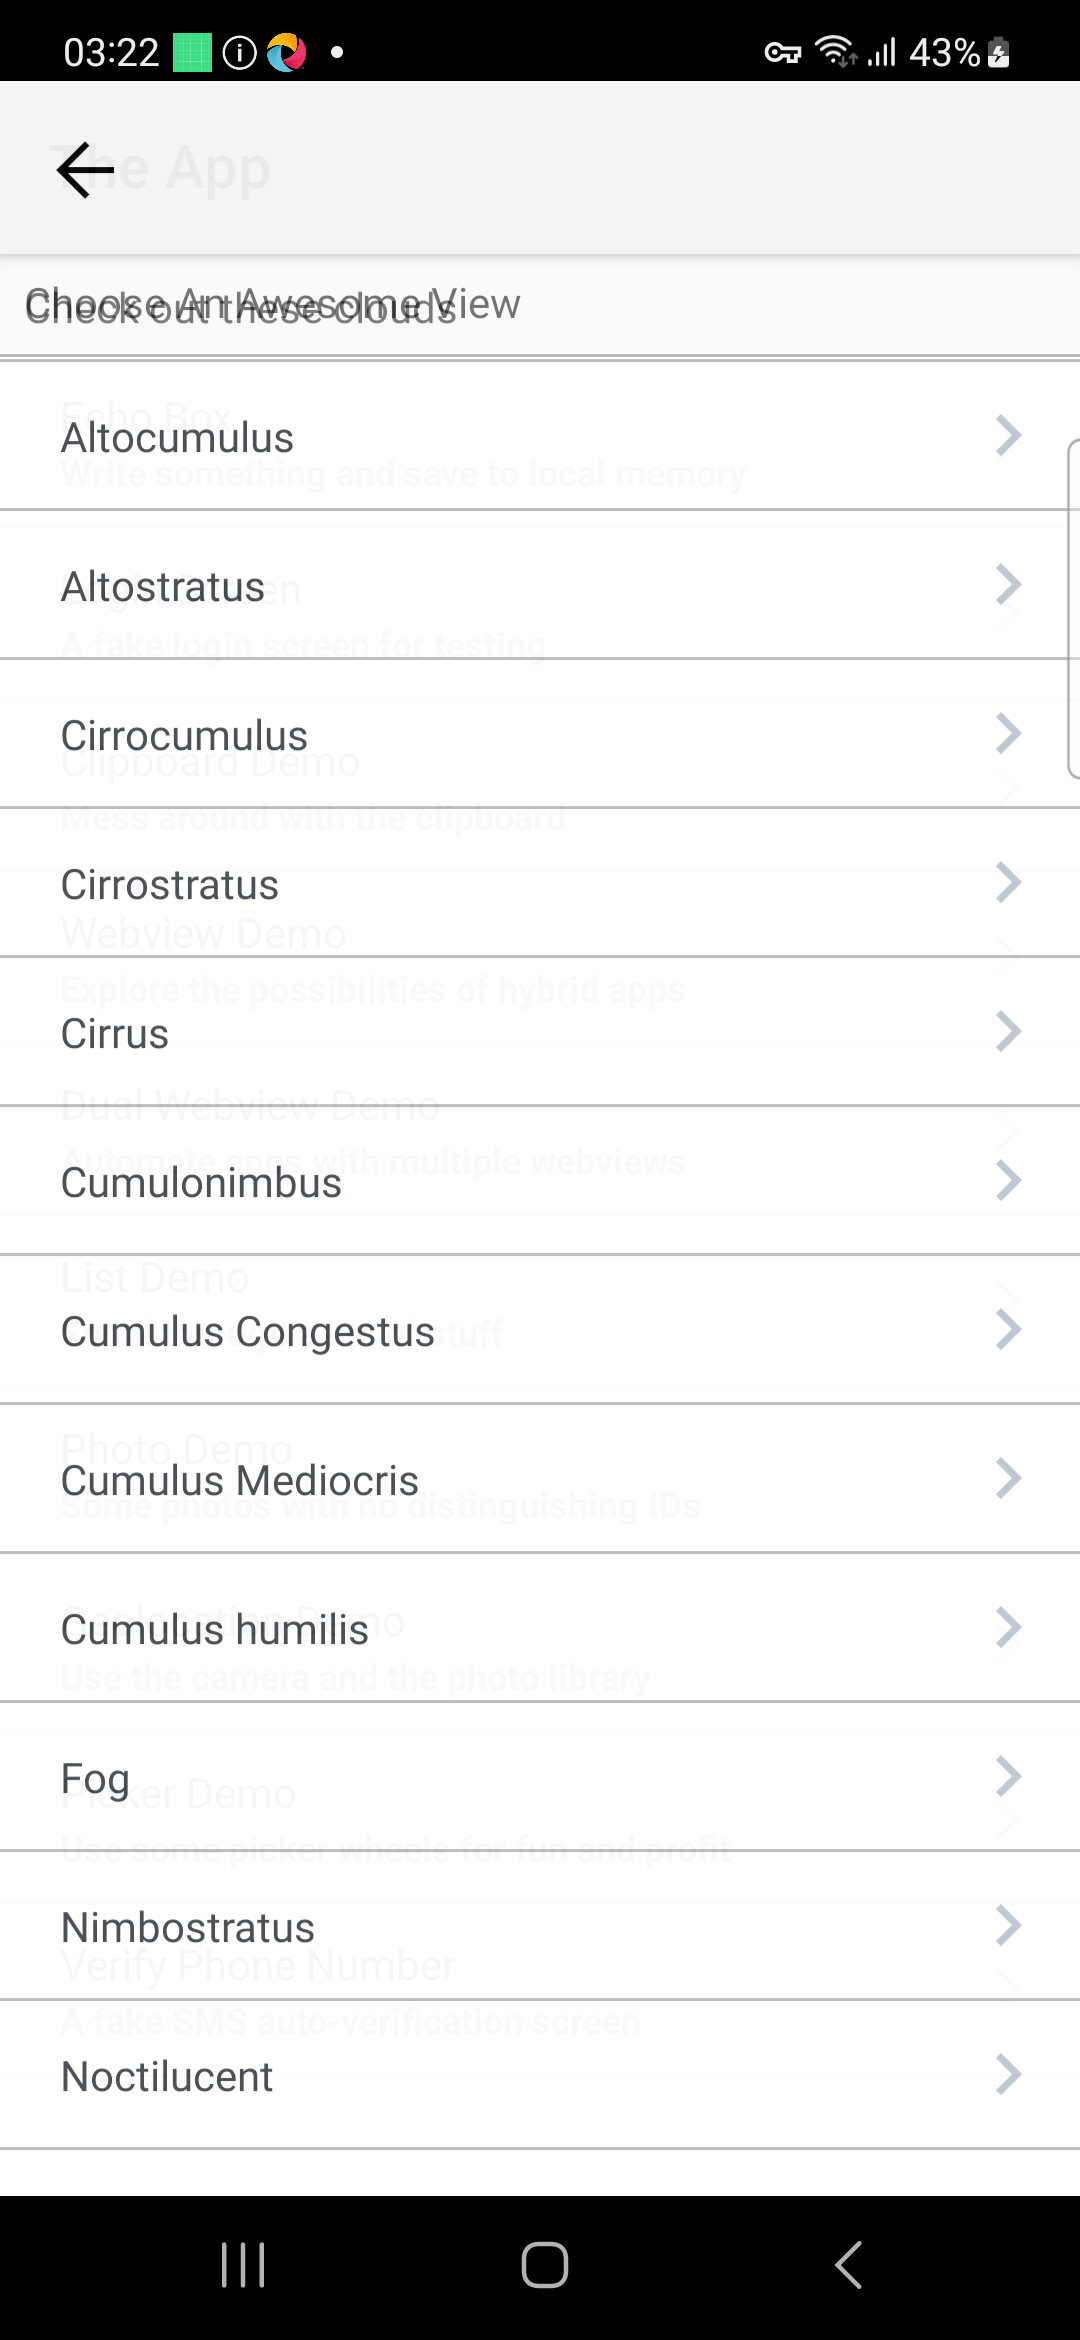 03:22 43%
The App
Choose An Awesome View
Check out these clouds
Echo Box
Altocumulus
Write something and save to local memory
Altostratus
A fake login screen for testing
Cirrocumulus
Clipboard Demo
Mess around with the clipboard
Cirrostratus
Webview Demo
Explore the possibilities of hybrid apps
Cirrus
Dual Webview Demo
Automate apps with multiple webviews
Cumulonimbus
List Demo
Cumulus Congestus
stuff
Photo Demo
Cumulus Mediocris
Some photos with no distinguishing IDs
Geolocation Demo
Cumulus humilis
Use the camera and the photo library
Fog
Picker Demo
Use some picker wheels for fun and profit
Nimbostratus
Verify Phone Number
A fake SMS auto-verification screen
Noctilucent